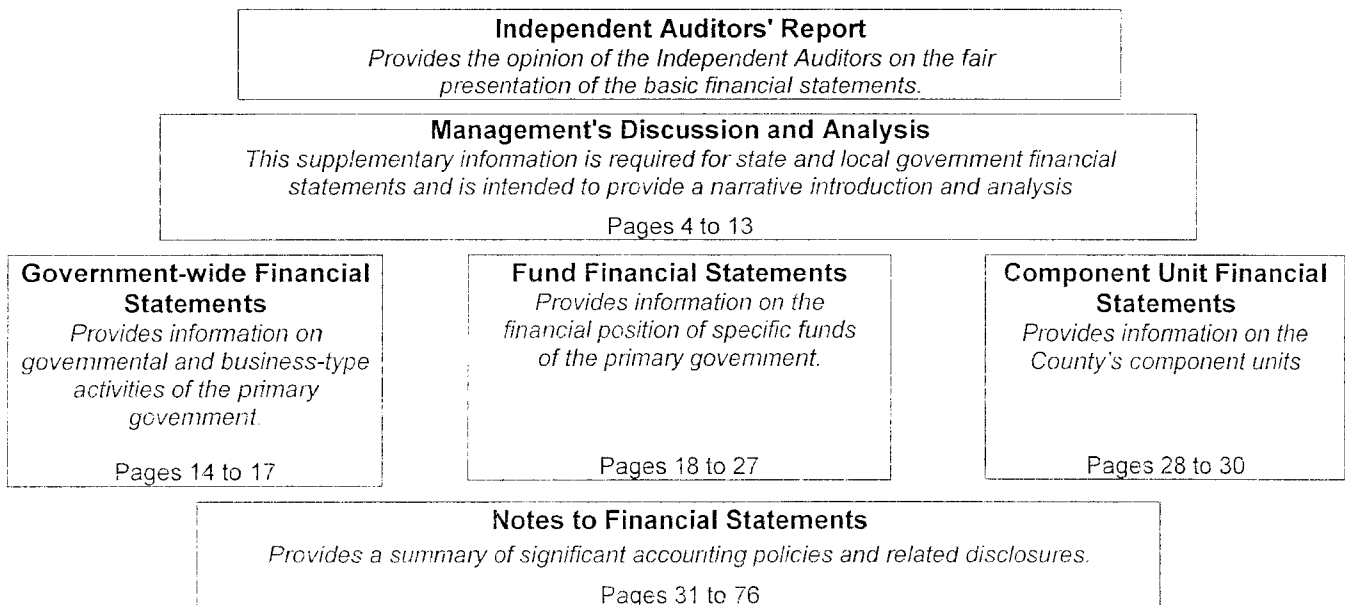 Independent Auditors' Report
Provides the opinion of the Independent Auditors on the fair
presentation of the basic financial statements.
Management's Discussion and Analysis
This supplementary information is required for state and local government financial
statements and is intended to provide a narrative introduction and analysis
Pages 4 to 13
Government-wide Financial
Statements
Provides information on
governmental and business-type
activities of the primary
government.
Pages 14 to 17
Fund Financial Statements
Provides information on the
financial position of specific funds
of the primary government.
Pages 18 to 27
Component Unit Financial
Statements
Provides information on the
County's component units
Pages 28 to 30
Notes to Financial Statements
Provides a summary of significant accounting policies and related disclosures.
Pages 31 to 76